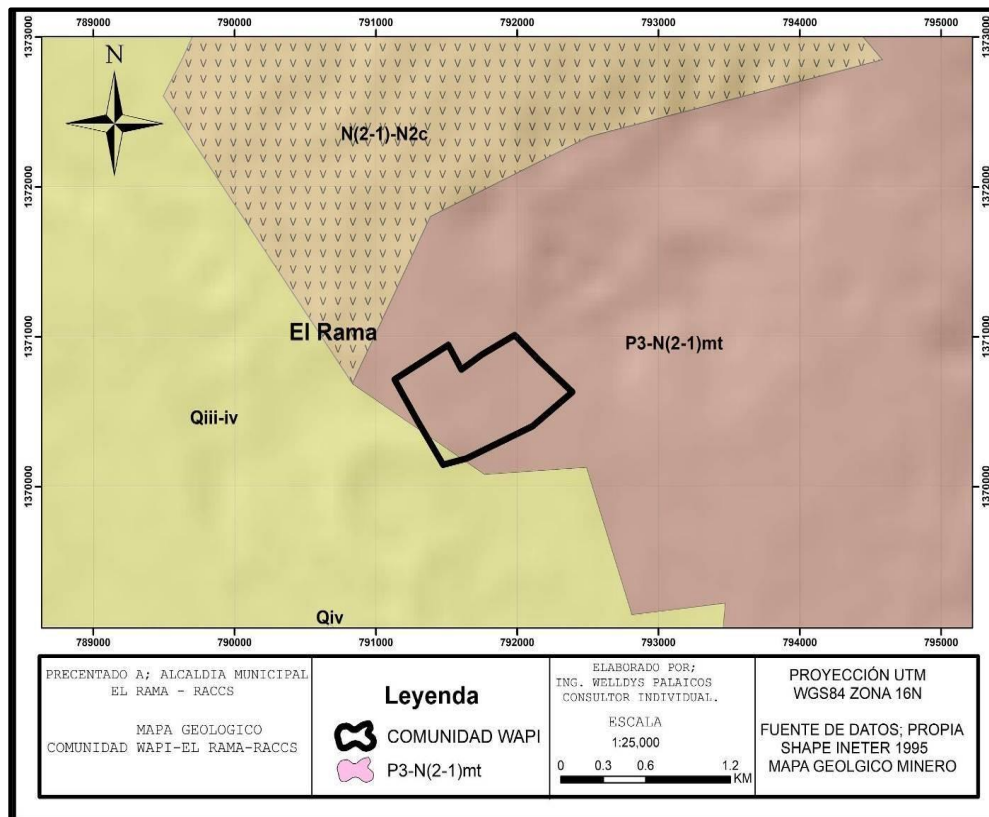 789000 790000 791000 792000 793000 794000 795000
1373000
1373000
N
N(2-1)-N2c
1372000
1372000
El Rama
1371000
P3-N(2-1)mt
1371000
Qiii-iv
1370000
1370000
Qiv
789000 790000 791000 792000 793000 794000 795000
PRECENTADO A; ALCALDIA MUNICIPAL
EL RAMA - RACCS
MAPA GEOLOGICO
COMUNIDAD WAPI-EL RAMA-RACCS
Leyenda
COMUNIDAD WAPI
P3-N(2-1)mt
ELABORADO POR;
ING. WELLDYS PALAICOS
CONSULTOR INDIVIDUAL.
ESCALA
1:25,000
0 0.3 0.6 1.2
KM
PROYECCIÓN UTM
WGS84 ZONA 16N
FUENTE DE DATOS; PROPIA
SHAPE INETER 1995
MAPA GEOLGICO MINERO